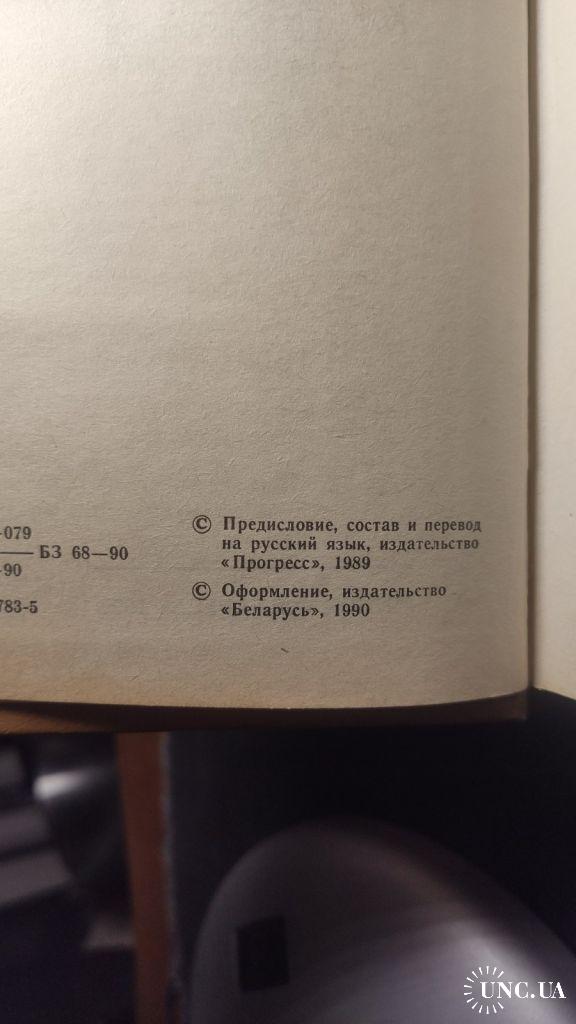 -079
БЗ 68—90
-90
783-5
© Предисловие, состав и перевод
на русский язык, издательство
«Прогресс», 1989
© Оформление, издательство
«Беларусь», 1990
UNC.UA